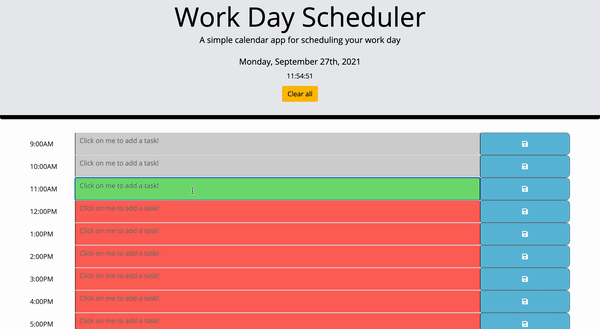 Work Day Scheduler
A simple calendar app for scheduling your work day
Monday, September 27th, 2021
11:54:51
Clear all
9:00AM Click on me to add a task!
10:00AM Click on me to add a task!
11:00AM Click on me to add a task!
12:00PM Click on me to add a task!
1:00PM Click on me to add a task!
2:00PM Click on me to add a task!
3:00PM Click on me to add a task!
4:00PM Click on me to add a task!
5:00PM Click on me to add a task!